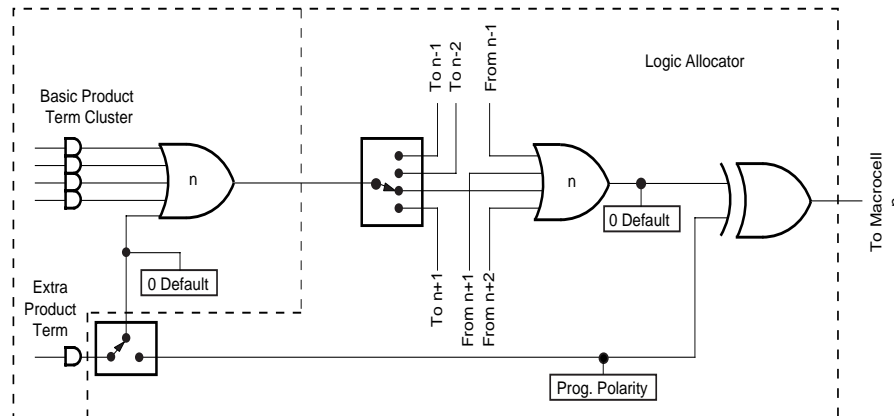 To n-1
To n-2
From n-1
Logic Allocator
Basic Product
Term Cluster
n
n
0 Default
To Macrocell
n
0 Default
Extra
Product
Term
To n+1
From n+1
From n+2
Prog. Polarity